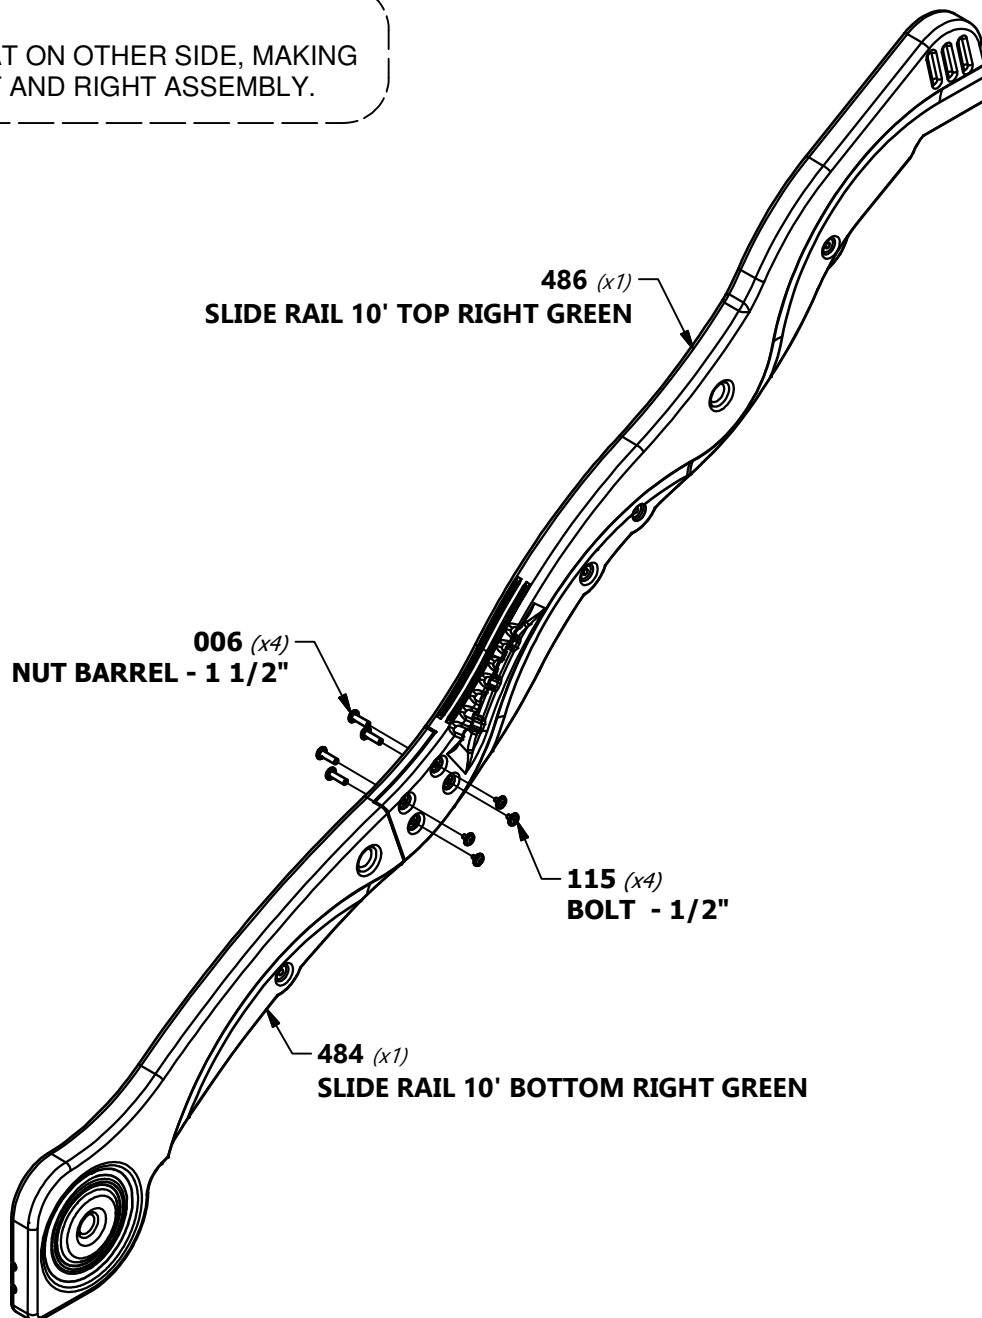 ON OTHER SIDE, MAKING
AND RIGHT ASSEMBLY.
486 (x1)
SLIDE RAIL 10' TOP RIGHT GREEN
006 (x4)
NUT BARREL - 1 1/2"
115 (x4)
BOLT - 1/2"
484 (x1)
SLIDE RAIL 10' BOTTOM RIGHT GREEN